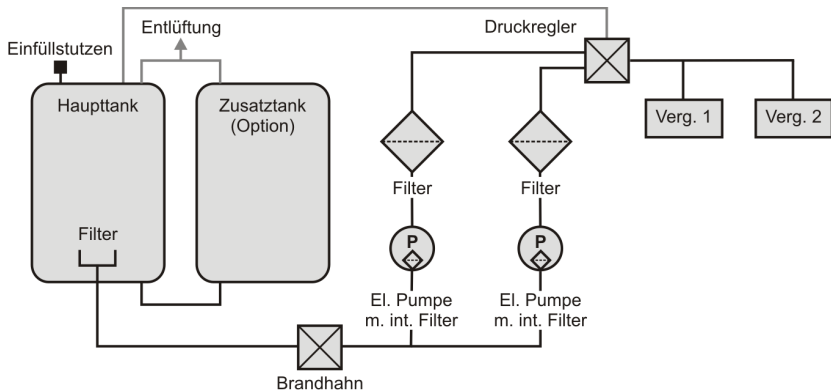 Entlüftung
Druckregler
Einfüllstutzen
Haupttank
Zusatztank
(Option)
Verg. 1
Verg. 2
Filter
Filter
Filter
P
P
El. Pumpe
m. int. Filter
El. Pumpe
m. int. Filter
Brandhahn